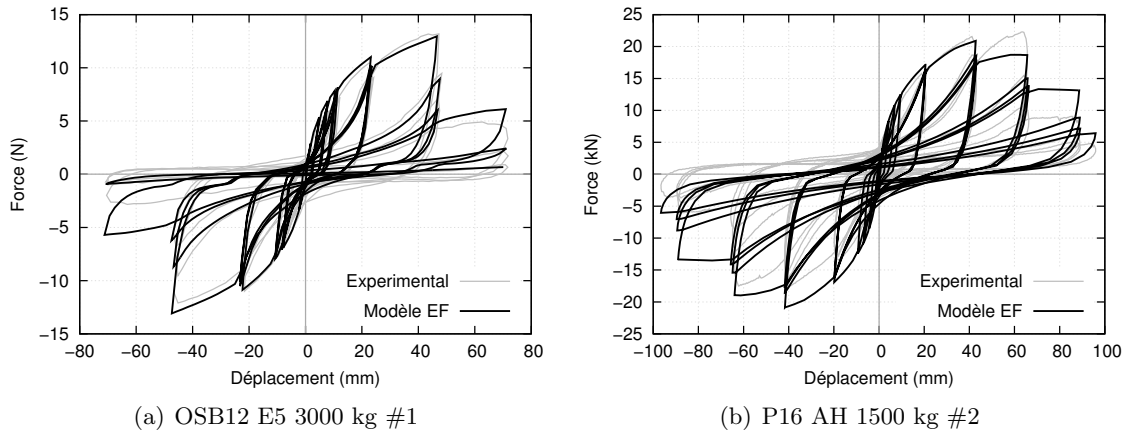 15
10
5
0
−5
−10
−15
−80 −60 −40 −20 0 20 40 60 80
Force (N)
Déplacement (mm)
Experimental
Modèle EF
(a) OSB12 E5 3000 kg #1
25
20
15
10
5
0
−5
−10
−15
−20
−25
−100 −80 −60 −40 −20 0 20 40 60 80 100
Force (kN)
Déplacement (mm)
Experimental
Modèle EF
(b) P16 AH 1500 kg #2